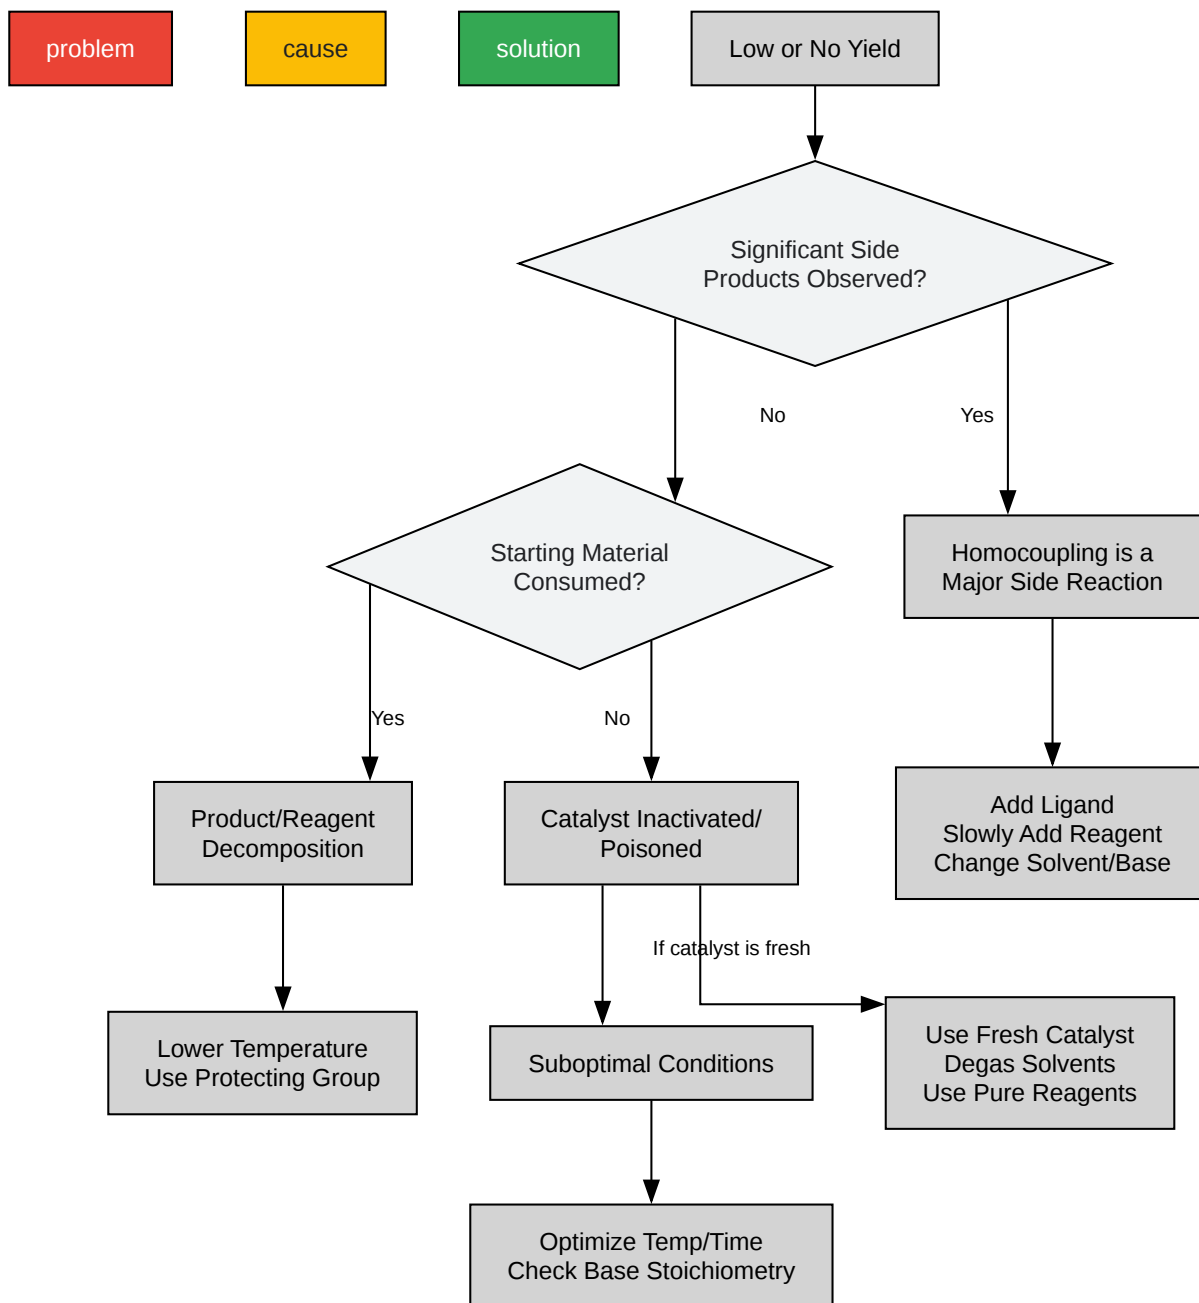 problem
cause
solution
Low or No Yield
Significant Side
Products Observed?
No
Yes
Starting Material
Consumed?
Homocoupling is a
Major Side Reaction
Yes
No
Product/Reagent
Decomposition
Catalyst Inactivated/
Poisoned
Add Ligand
Slowly Add Reagent
Change Solvent/Base
If catalyst is fresh
Lower Temperature
Use Protecting Group
Suboptimal Conditions
Use Fresh Catalyst
Degas Solvents
Use Pure Reagents
Optimize Temp/Time
Check Base Stoichiometry